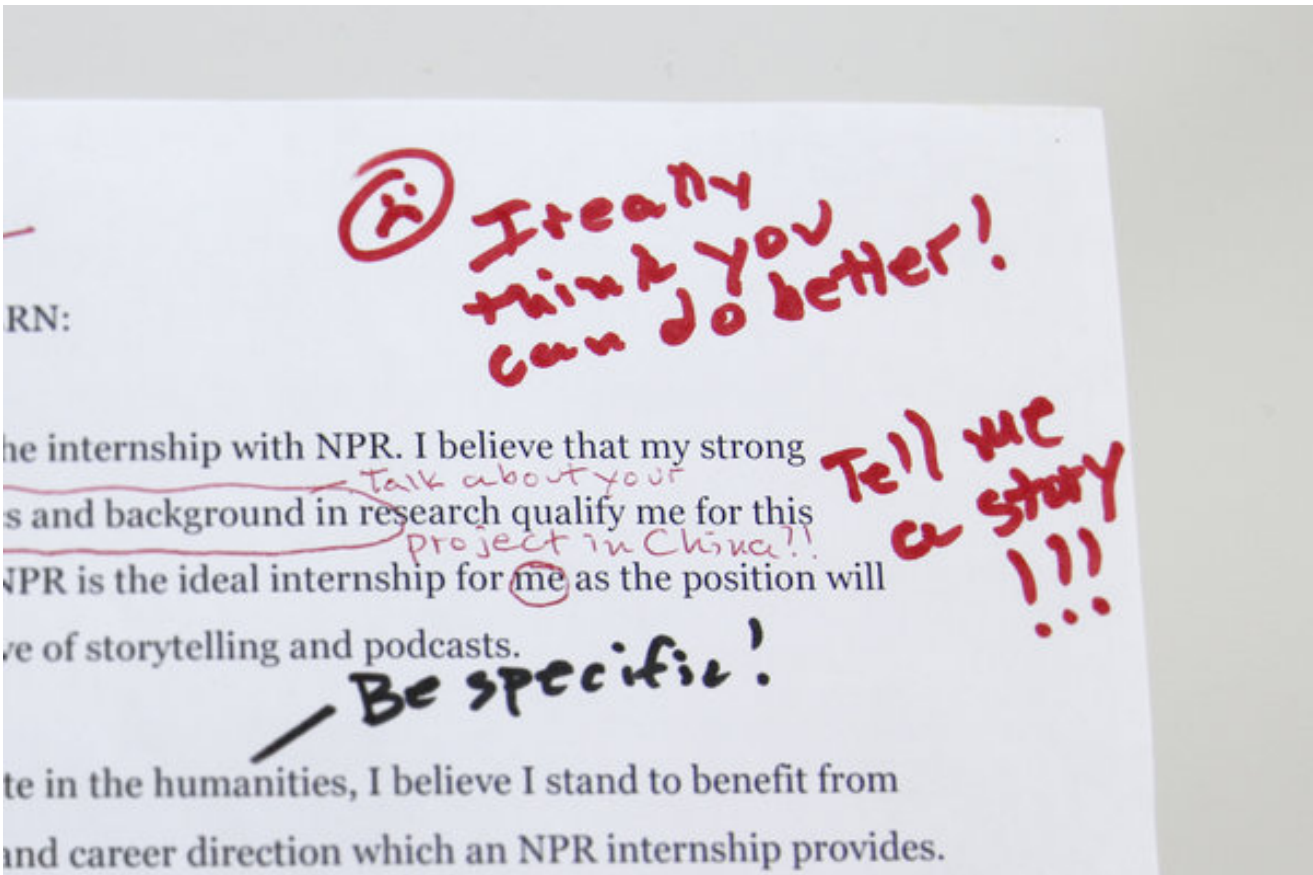 I really
think you
can do better!
RN:
he internship with NPR. I believe that my strong
Talk about your
s and background in research qualify me for this
project in China!!
NPR is the ideal internship for me as the position will
ve of storytelling and podcasts.
Tell me
a story
!!!
Be specific!
te in the humanities, I believe I stand to benefit from
and career direction which an NPR internship provides.